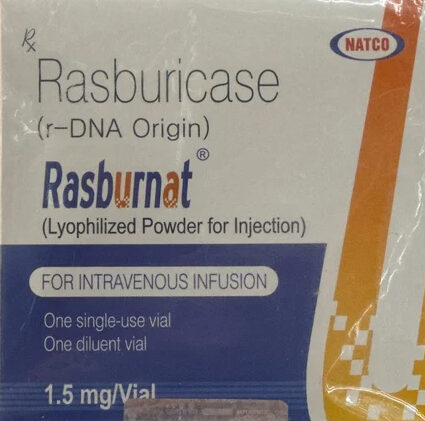 Rx
NATCO
Rasburicase
(r-DNA Origin)
Rasburnat®
(Lyophilized Powder for Injection)
FOR INTRAVENOUS INFUSION
One single-use vial
One diluent vial
1.5 mg/Vial